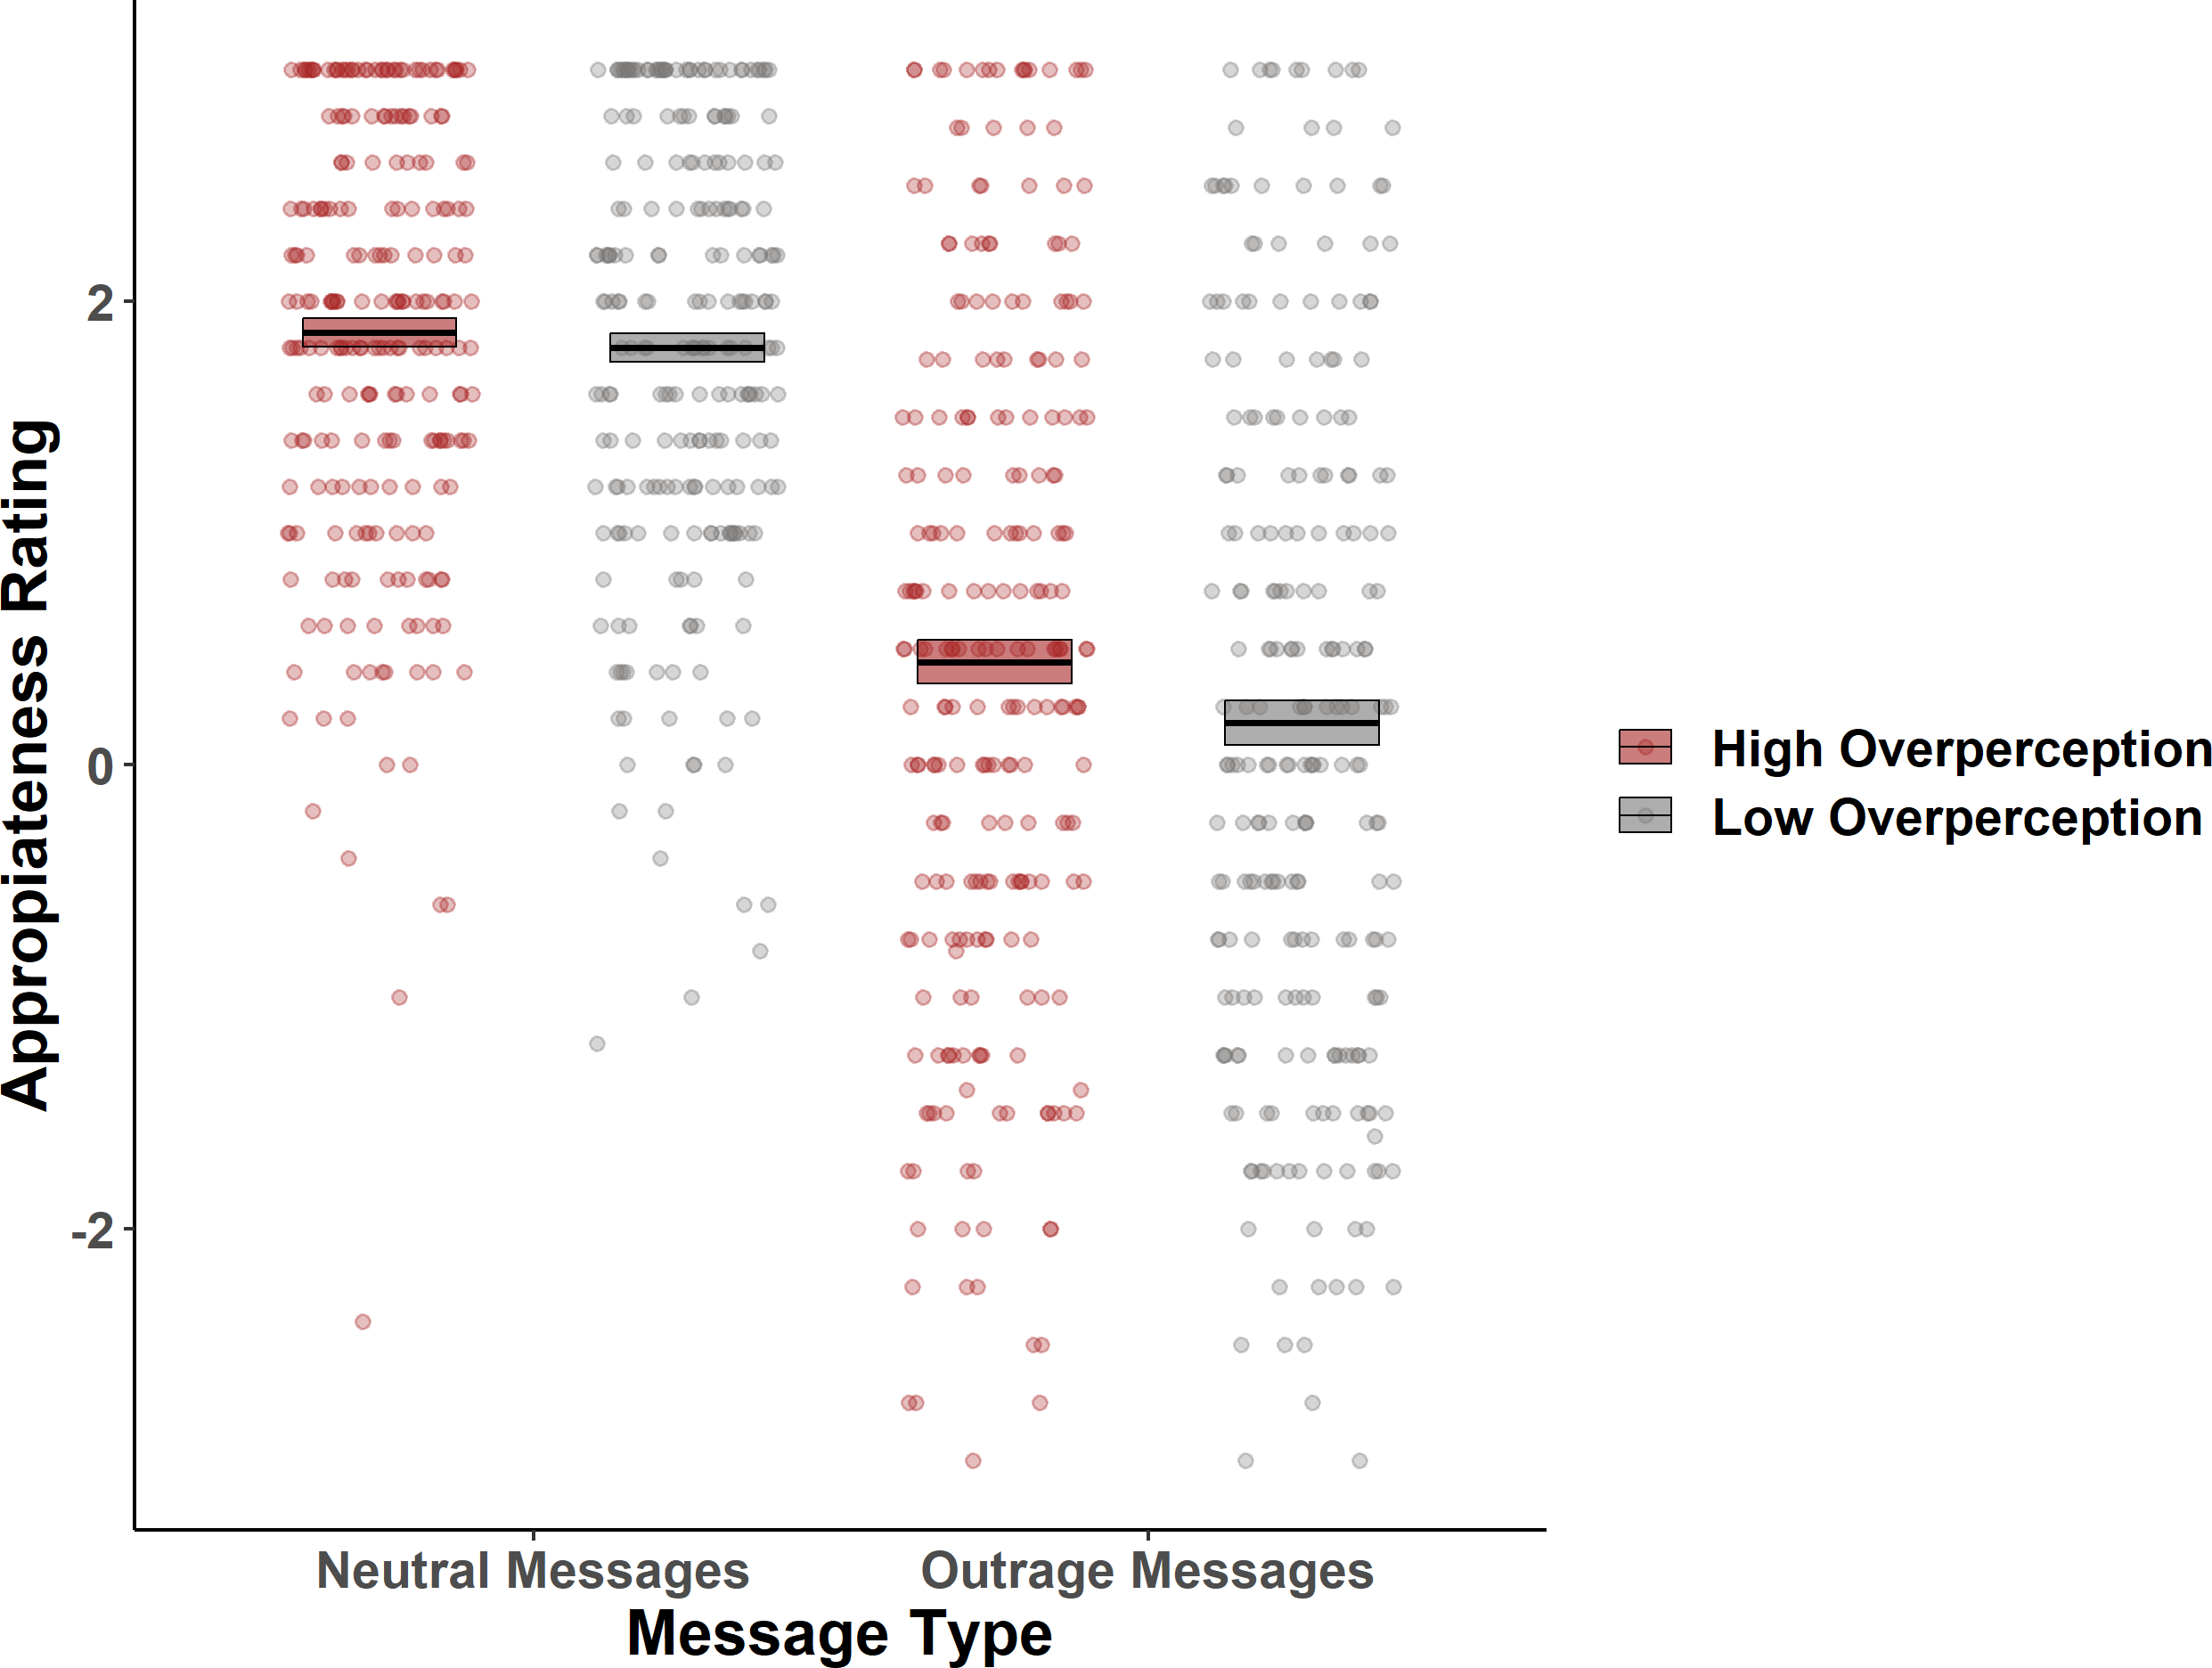 Appropiateness Rating
2
0
-2
Neutral Messages
Outrage Messages
Message Type
High Overperception
Low Overperception